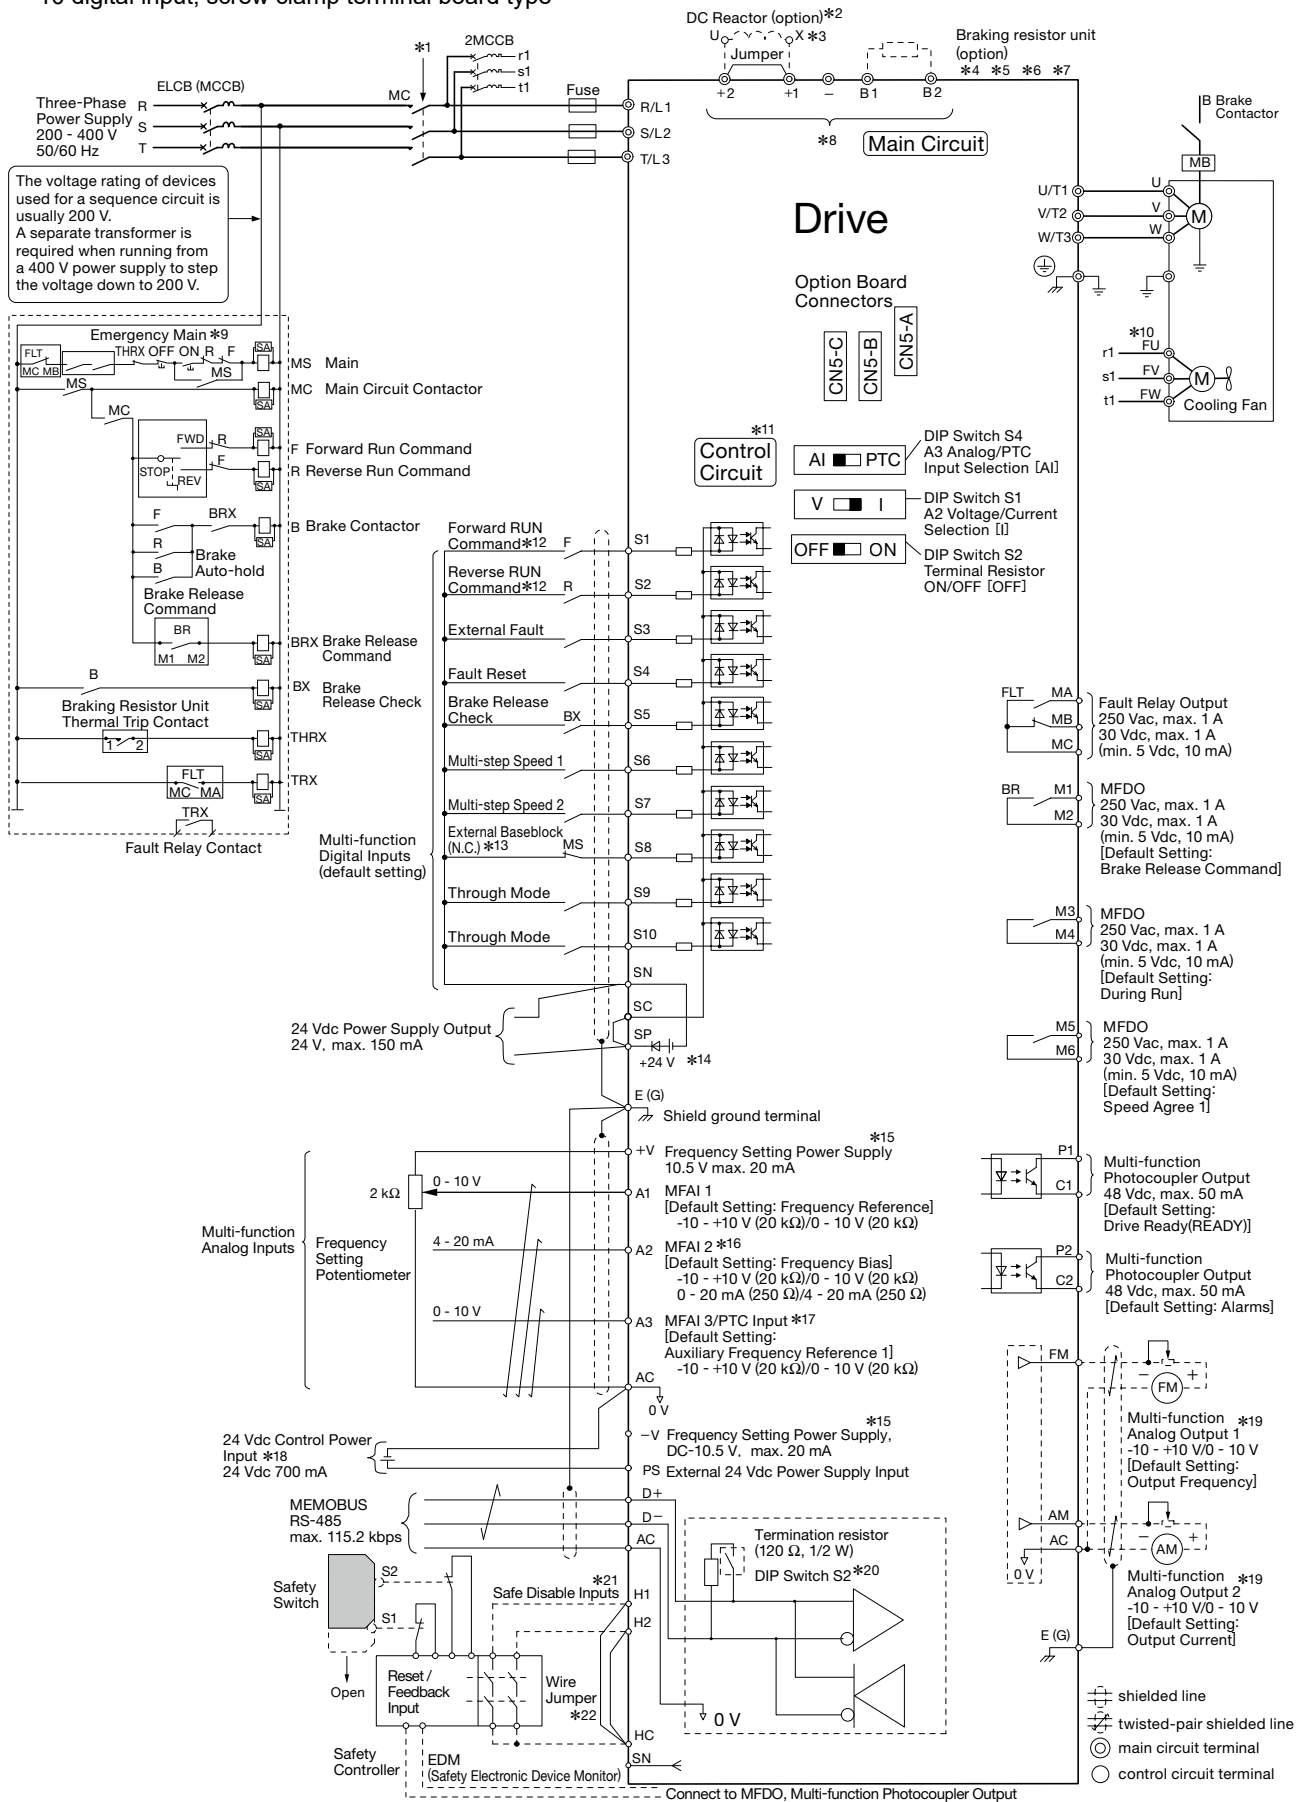 10 digital input, screw clamp terminal board type
DC Reactor (option)*2
U X *3
Jumper
Braking resistor unit
(option)
*4 *5 *6 *7
+2 +1 − B1 B2
*8
Main Circuit
*1
2MCCB
r1
s1
t1
ELCB (MCCB)
MC
Fuse
Three-Phase
Power Supply
200 - 400 V
50/60 Hz
R
S
T
R/L1
S/L2
T/L3
B Brake
Contactor
MB
U/T1
V/T2
W/T3
U
V
W
M
The voltage rating of devices
used for a sequence circuit is
usually 200 V.
A separate transformer is
required when running from
a 400 V power supply to step
the voltage down to 200 V.
Drive
Option Board
Connectors
CN5-C
CN5-B
CN5-A
*10
r1 FU
s1 FV
t1 FW
M
Cooling Fan
Emergency Main *9
FLT
MC MB
THRX OFF ON R F
MS
SA
MS Main
MS
SA
MC Main Circuit Contactor
MC
FWD
STOP
REV
R
F
SA
F Forward Run Command
R Reverse Run Command
SA
F
BRX
R
B
Brake
Auto-hold
SA
B Brake Contactor
Brake Release
Command
BR
M1 M2
SA
BRX Brake Release
Command
B
SA
BX Brake
Release Check
Braking Resistor Unit
Thermal Trip Contact
1 2
SA
THRX
FLT
MC MA
SA
TRX
TRX
Fault Relay Contact
*11
Control
Circuit
AI PTC
DIP Switch S4
A3 Analog/PTC
Input Selection [AI]
V I
DIP Switch S1
A2 Voltage/Current
Selection [I]
OFF ON
DIP Switch S2
Terminal Resistor
ON/OFF [OFF]
Forward RUN
Command*12 F S1
Reverse RUN
Command*12 R S2
External Fault S3
Fault Reset S4
Brake Release
Check BX S5
Multi-step Speed 1 S6
Multi-step Speed 2 S7
External Baseblock
(N.C.) *13 MS S8
Through Mode S9
Through Mode S10
Multi-function
Digital Inputs
(default setting)
SN
SC
SP
+24 V *14
24 Vdc Power Supply Output
24 V, max. 150 mA
E (G)
Shield ground terminal
FLT MA
MB
MC
Fault Relay Output
250 Vac, max. 1 A
30 Vdc, max. 1 A
(min. 5 Vdc, 10 mA)
BR M1
M2
MFDO
250 Vac, max. 1 A
30 Vdc, max. 1 A
(min. 5 Vdc, 10 mA)
[Default Setting:
Brake Release Command]
M3
M4
MFDO
250 Vac, max. 1 A
30 Vdc, max. 1 A
(min. 5 Vdc, 10 mA)
[Default Setting:
During Run]
M5
M6
MFDO
250 Vac, max. 1 A
30 Vdc, max. 1 A
(min. 5 Vdc, 10 mA)
[Default Setting:
Speed Agree 1]
Multi-function
Analog Inputs
Frequency
Setting
Potentiometer
2 kΩ
0 - 10 V
4 - 20 mA
0 - 10 V
*15
+V Frequency Setting Power Supply
10.5 V max. 20 mA
A1 MFAI 1
[Default Setting: Frequency Reference]
-10 - +10 V (20 kΩ)/0 - 10 V (20 kΩ)
A2 MFAI 2 *16
[Default Setting: Frequency Bias]
-10 - +10 V (20 kΩ)/0 - 10 V (20 kΩ)
0 - 20 mA (250 Ω)/4 - 20 mA (250 Ω)
A3 MFAI 3/PTC Input *17
[Default Setting:
Auxiliary Frequency Reference 1]
-10 - +10 V (20 kΩ)/0 - 10 V (20 kΩ)
AC
0 V
*15
−V Frequency Setting Power Supply,
DC-10.5 V, max. 20 mA
PS External 24 Vdc Power Supply Input
24 Vdc Control Power
Input *18
24 Vdc 700 mA
P1
C1
Multi-function
Photocoupler Output
48 Vdc, max. 50 mA
[Default Setting:
Drive Ready(READY)]
P2
C2
Multi-function
Photocoupler Output
48 Vdc, max. 50 mA
[Default Setting: Alarms]
FM
− +
FM
Multi-function
Analog Output 1 *19
-10 - +10 V/0 - 10 V
[Default Setting:
Output Frequency]
AM
AC
0 V
− +
AM
Multi-function
Analog Output 2 *19
-10 - +10 V/0 - 10 V
[Default Setting:
Output Current]
E (G)
MEMOBUS
RS-485
max. 115.2 kbps
D+
D−
AC
Termination resistor
(120 Ω, 1/2 W)
DIP Switch S2*20
0 V
Safety
Switch
S2
S1
Open
*21
Safe Disable Inputs H1
H2
Reset /
Feedback
Input
Wire
Jumper
*22
HC
SN
Safety
Controller
EDM
(Safety Electronic Device Monitor)
Connect to MFDO, Multi-function Photocoupler Output
shielded line
twisted-pair shielded line
main circuit terminal
control circuit terminal